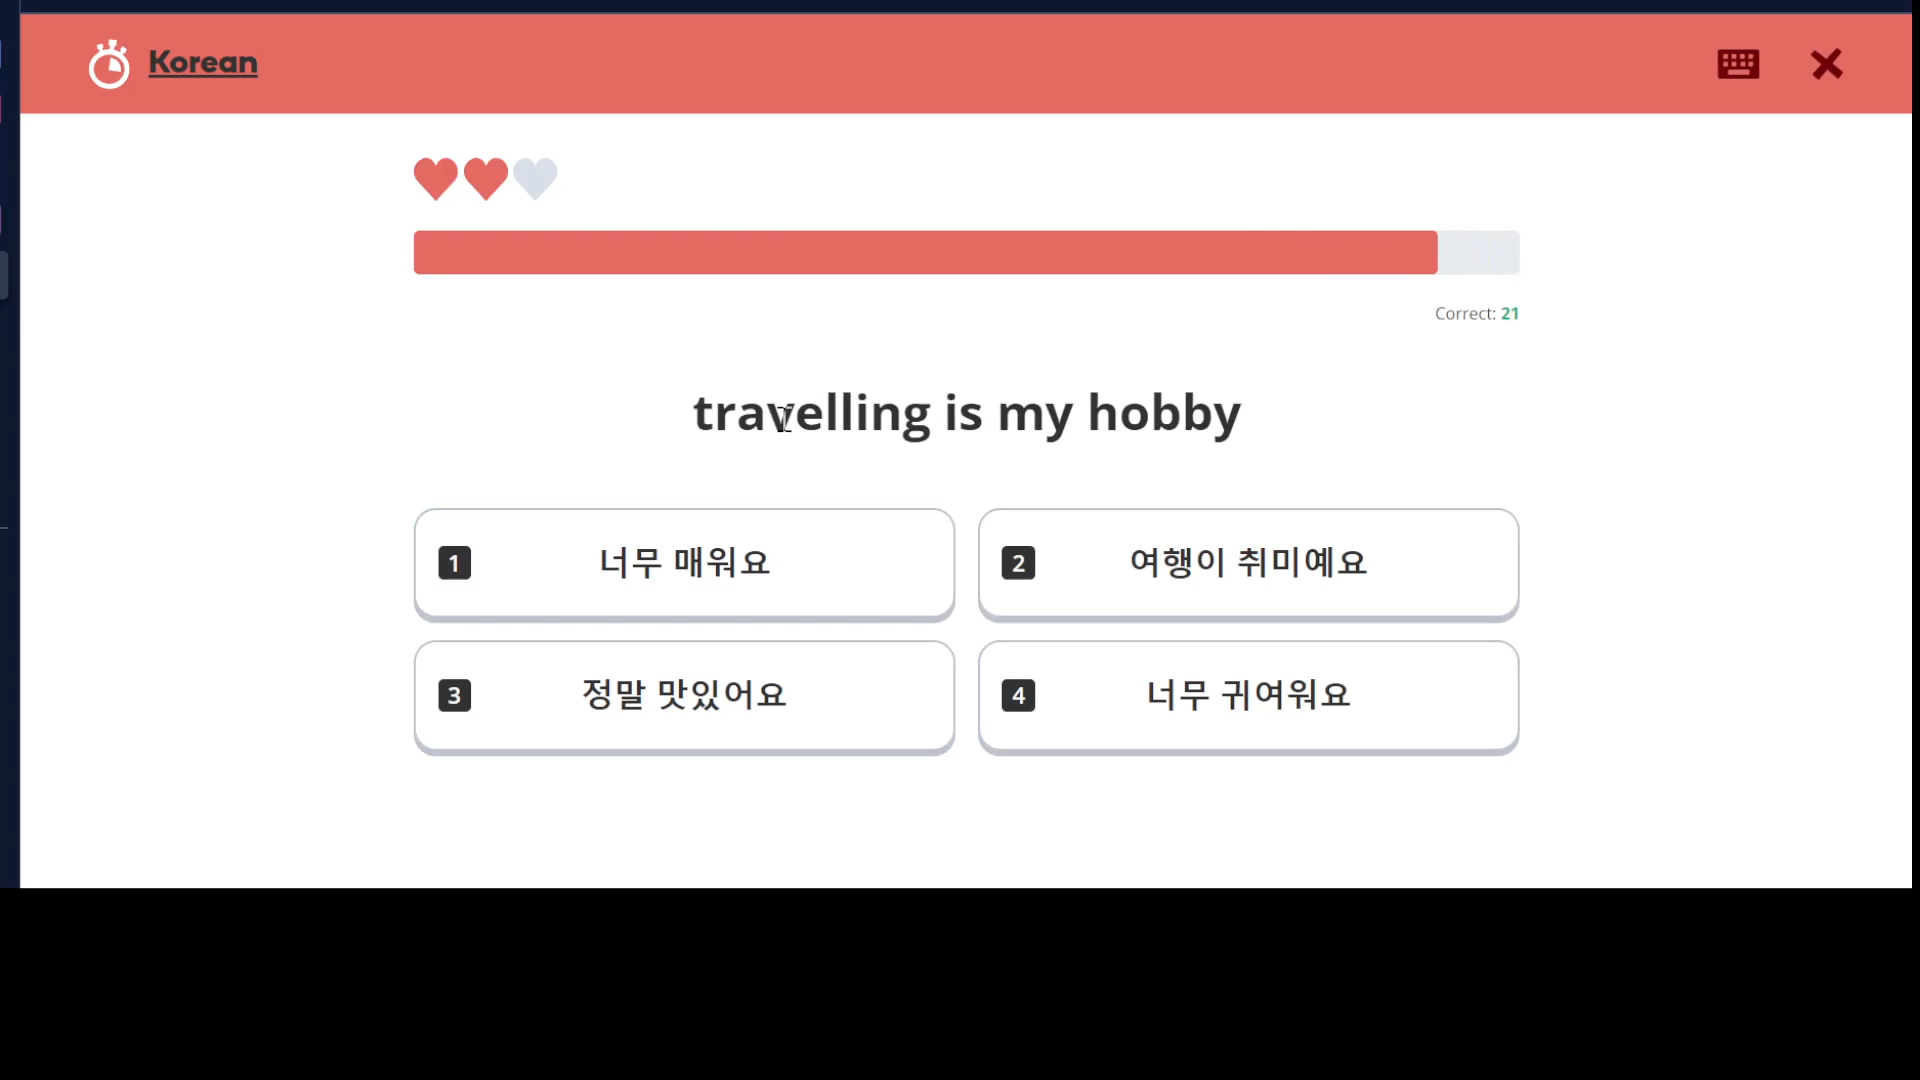 Korean
Correct: 21
travelling is my hobby
1 너무 매워요
2 여행이 취미예요
3 정말 맛있어요
4 너무 귀여워요